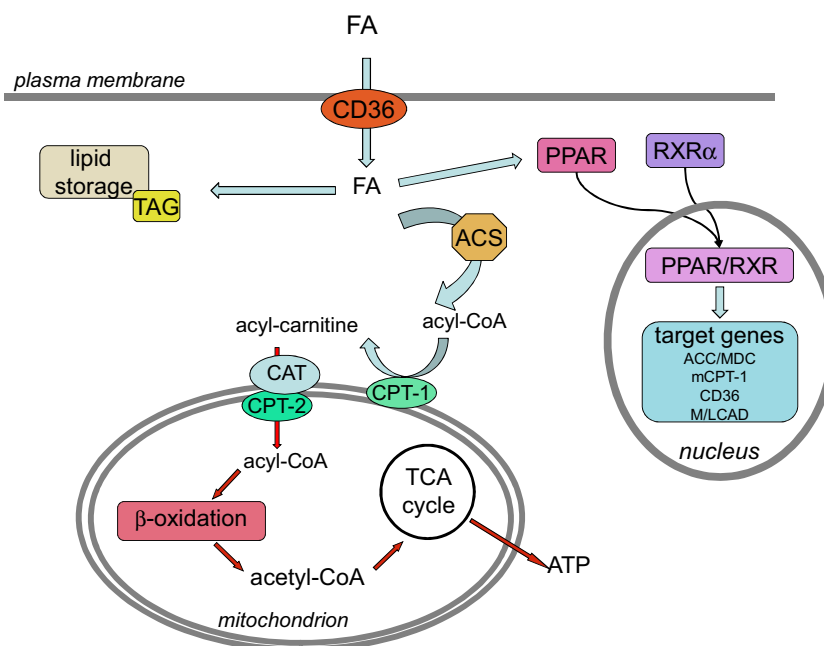 FA
plasma membrane
CD36
lipid
storage
TAG
FA
PPAR
RXRα
ACS
PPAR/RXR
acyl-carnitine
acyl-CoA
target genes
ACC/MDC
mCPT-1
CD36
M/LCAD
nucleus
CAT
CPT-2
CPT-1
acyl-CoA
TCA
cycle
β-oxidation
acetyl-CoA
ATP
mitochondrion